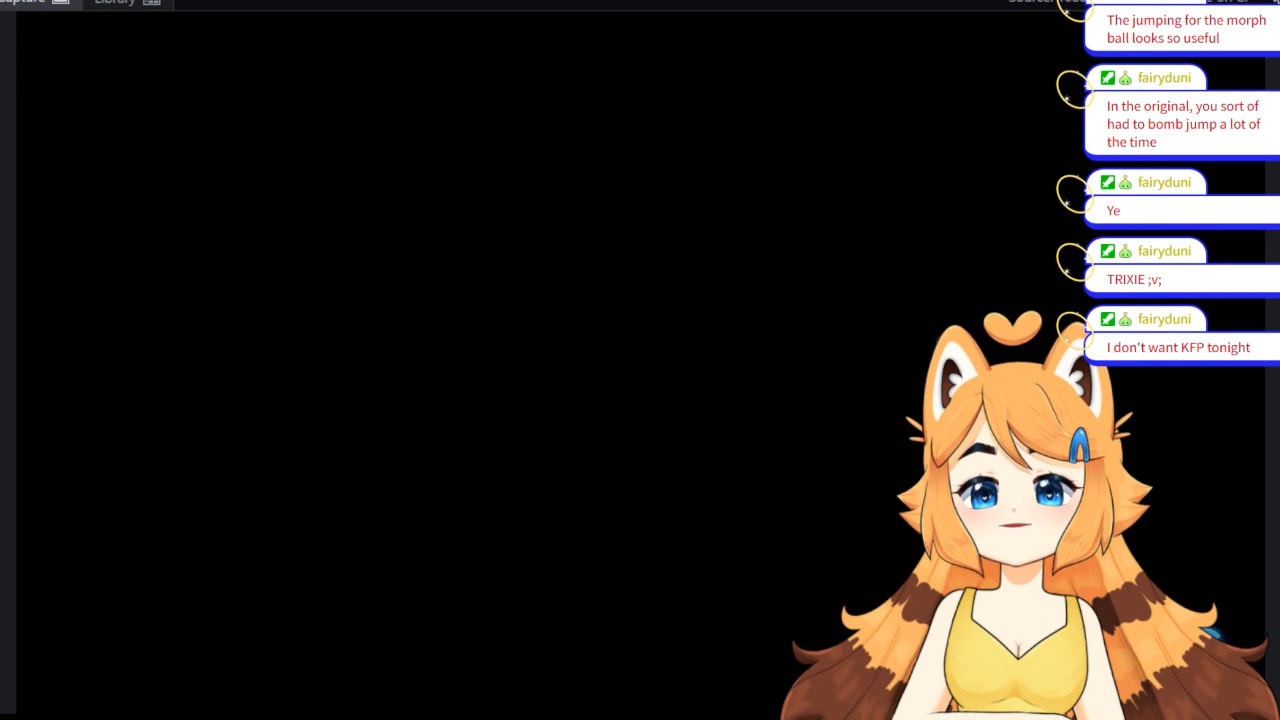 Library
The jumping for the morph
ball looks so useful
fairyduni
In the original, you sort of
had to bomb jump a lot of
the time
fairyduni
Ye
fairyduni
TRIXIE ;v;
fairyduni
I don't want KFP tonight